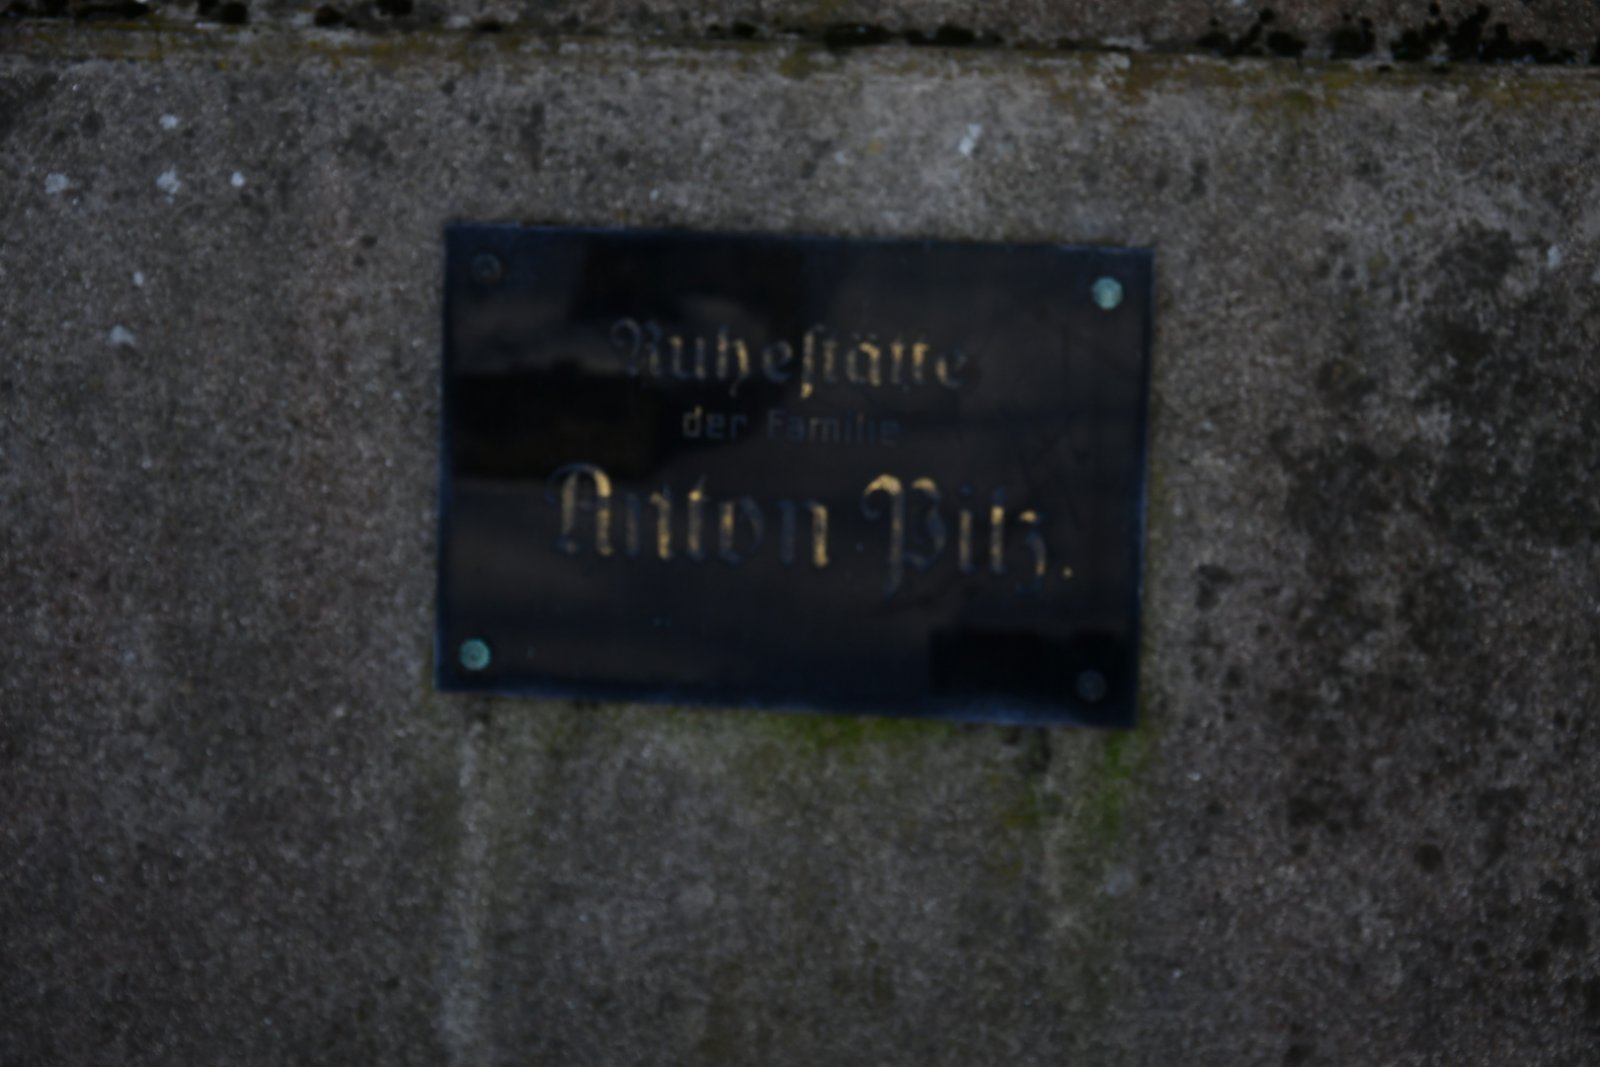 Ruheſtätte
der Familie
Anton Pilz.